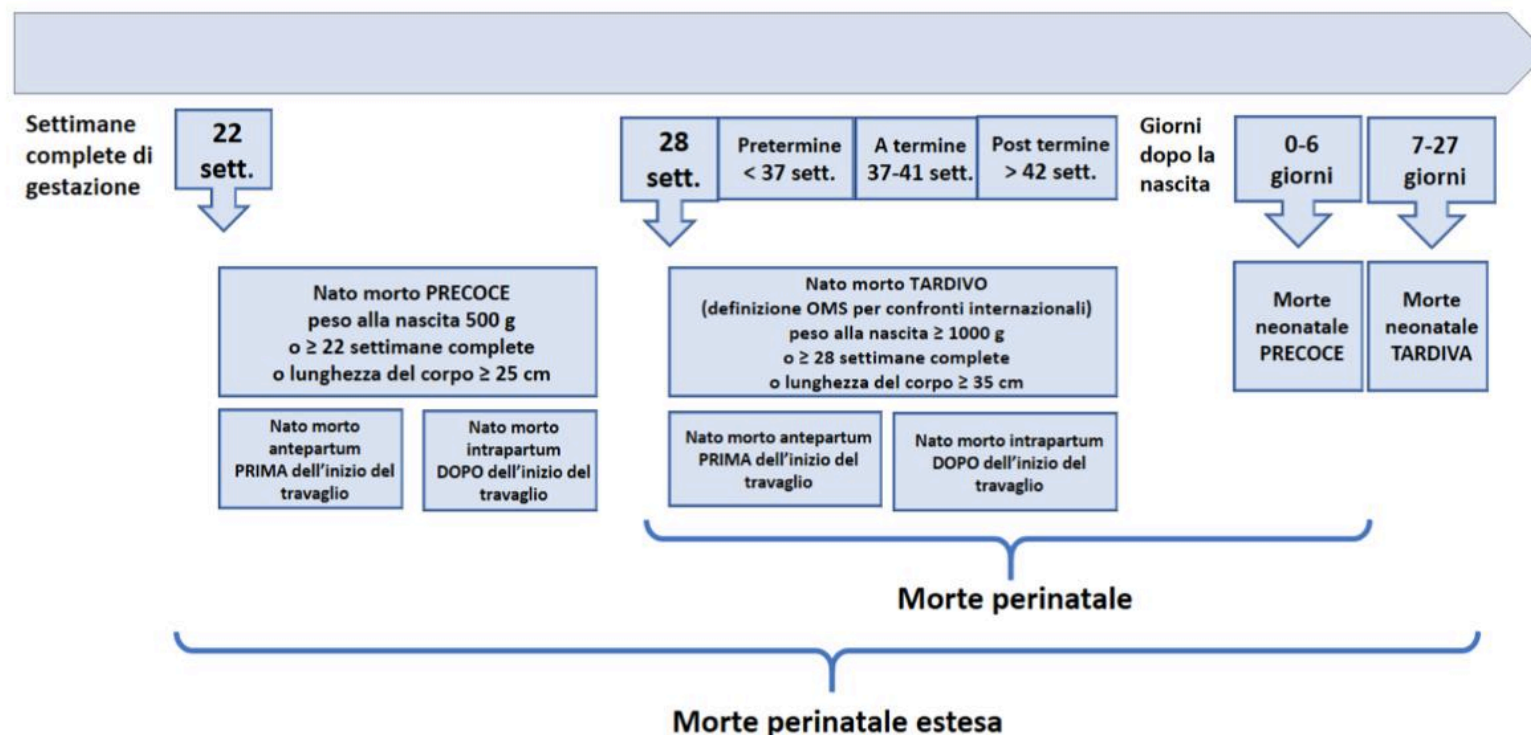 Settimane
complete di
gestazione
22
sett.
28
sett.
Pretermine
< 37 sett.
A termine
37-41 sett.
Post termine
> 42 sett.
Giorni
dopo la
nascita
0-6
giorni
7-27
giorni
Nato morto PRECOCE
peso alla nascita 500 g
o ≥ 22 settimane complete
o lunghezza del corpo ≥ 25 cm
Nato morto TARDIVO
(definizione OMS per confronti internazionali)
peso alla nascita ≥ 1000 g
o ≥ 28 settimane complete
o lunghezza del corpo ≥ 35 cm
Morte
neonatale
PRECOCE
Morte
neonatale
TARDIVA
Nato morto
antepartum
PRIMA dell'inizio del
travaglio
Nato morto
intrapartum
DOPO dell'inizio del
travaglio
Nato morto antepartum
PRIMA dell'inizio del
travaglio
Nato morto intrapartum
DOPO dell'inizio del
travaglio
Morte perinatale
Morte perinatale estesa